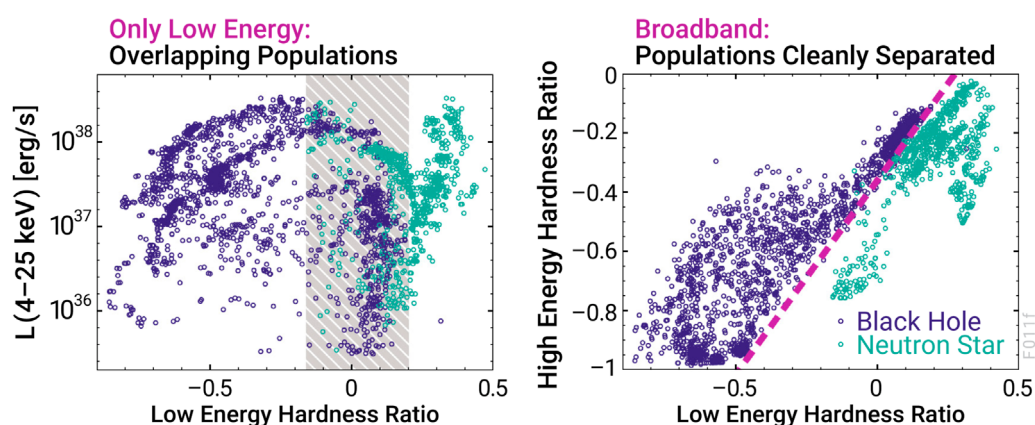 Only Low Energy:
Overlapping Populations
L(4–25 keV) [erg/s]
10^38
10^37
10^36
−0.5
0
0.5
Low Energy Hardness Ratio
Broadband:
Populations Cleanly Separated
High Energy Hardness Ratio
0
−0.2
−0.4
−0.6
−0.8
−1
Black Hole
Neutron Star
−0.5
0
0.5
Low Energy Hardness Ratio
F011f